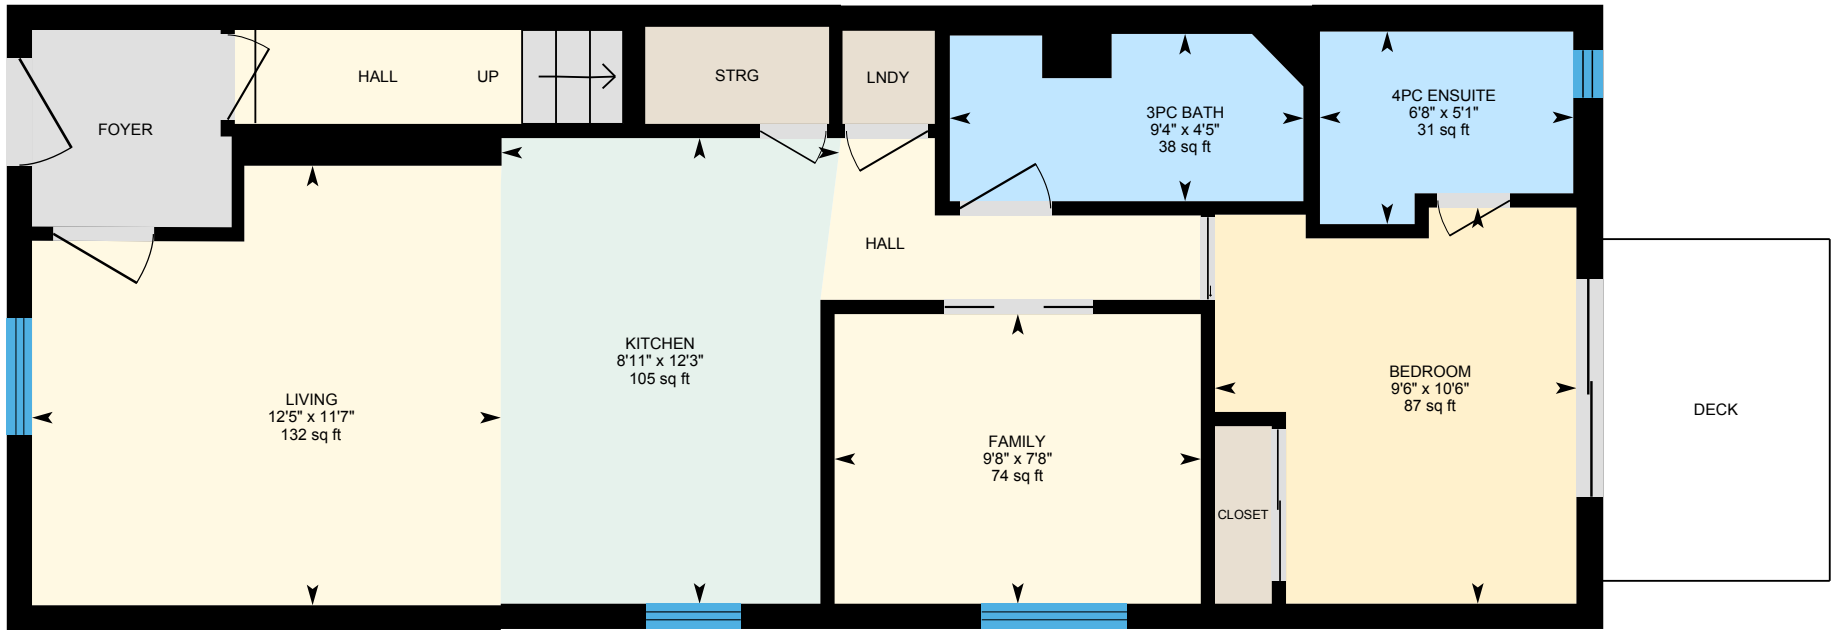 HALL
UP
STRG
LNDY
FOYER
3PC BATH
9'4" x 4'5"
38 sq ft
4PC ENSUITE
6'8" x 5'1"
31 sq ft
HALL
KITCHEN
8'11" x 12'3"
105 sq ft
LIVING
12'5" x 11'7"
132 sq ft
FAMILY
9'8" x 7'8"
74 sq ft
BEDROOM
9'6" x 10'6"
87 sq ft
CLOSET
DECK